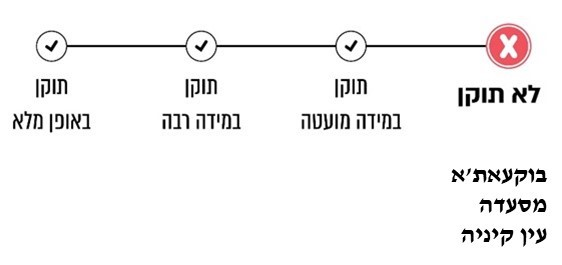 לא תוקן
תוקן
במידה מועטה
תוקן
במידה רבה
תוקן
באופן מלא
בוקעאת'א
מסעדה
עין קיניה